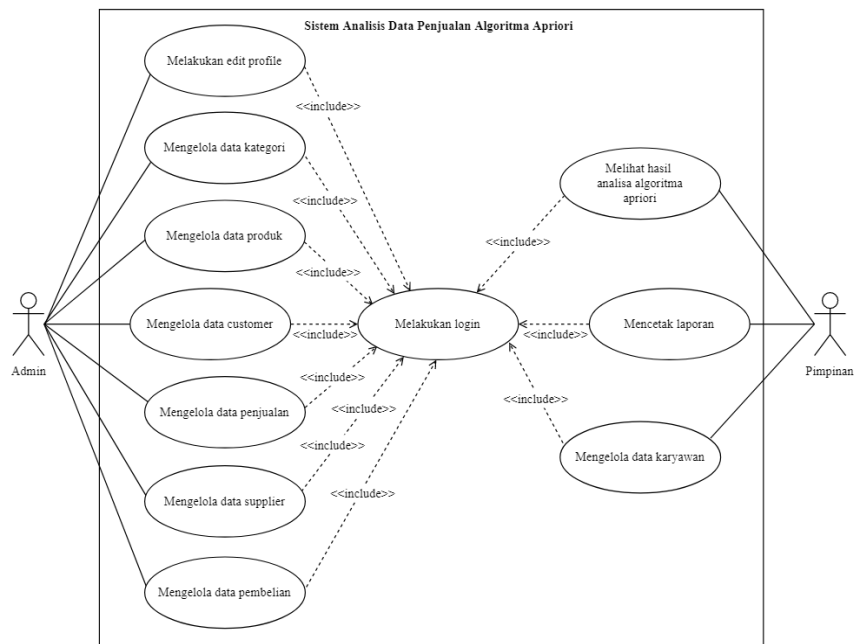 Sistem Analisis Data Penjualan Algoritma Apriori
Melakukan edit profile
<<include>>
Mengelola data kategori
<<include>>
Melihat hasil
analisa algoritma
apriori
Mengelola data produk
<<include>>
<<include>>
Admin
Mengelola data customer
<<include>>
Melakukan login
<<include>>
Mencetak laporan
Pimpinan
Mengelola data penjualan
<<include>>
<<include>>
<<include>>
Mengelola data karyawan
Mengelola data supplier
<<include>>
Mengelola data pembelian